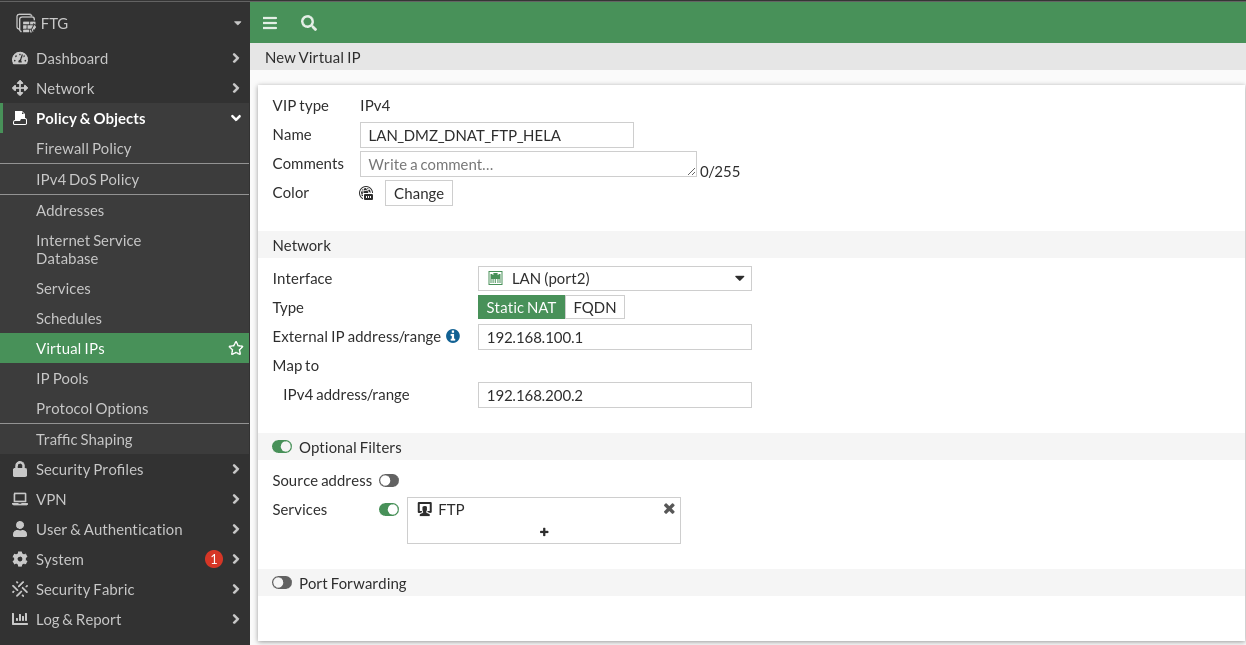 FTG
Dashboard
Network
Policy & Objects
Firewall Policy
IPv4 DoS Policy
Addresses
Internet Service
Database
Services
Schedules
Virtual IPs
IP Pools
Protocol Options
Traffic Shaping
Security Profiles
VPN
User & Authentication
System 1
Security Fabric
Log & Report
New Virtual IP
VIP type IPv4
Name LAN_DMZ_DNAT_FTP_HELA
Comments Write a comment... 0/255
Color Change
Network
Interface LAN (port2)
Type Static NAT FQDN
External IP address/range 192.168.100.1
Map to
IPv4 address/range 192.168.200.2
Optional Filters
Source address
Services FTP
+
Port Forwarding